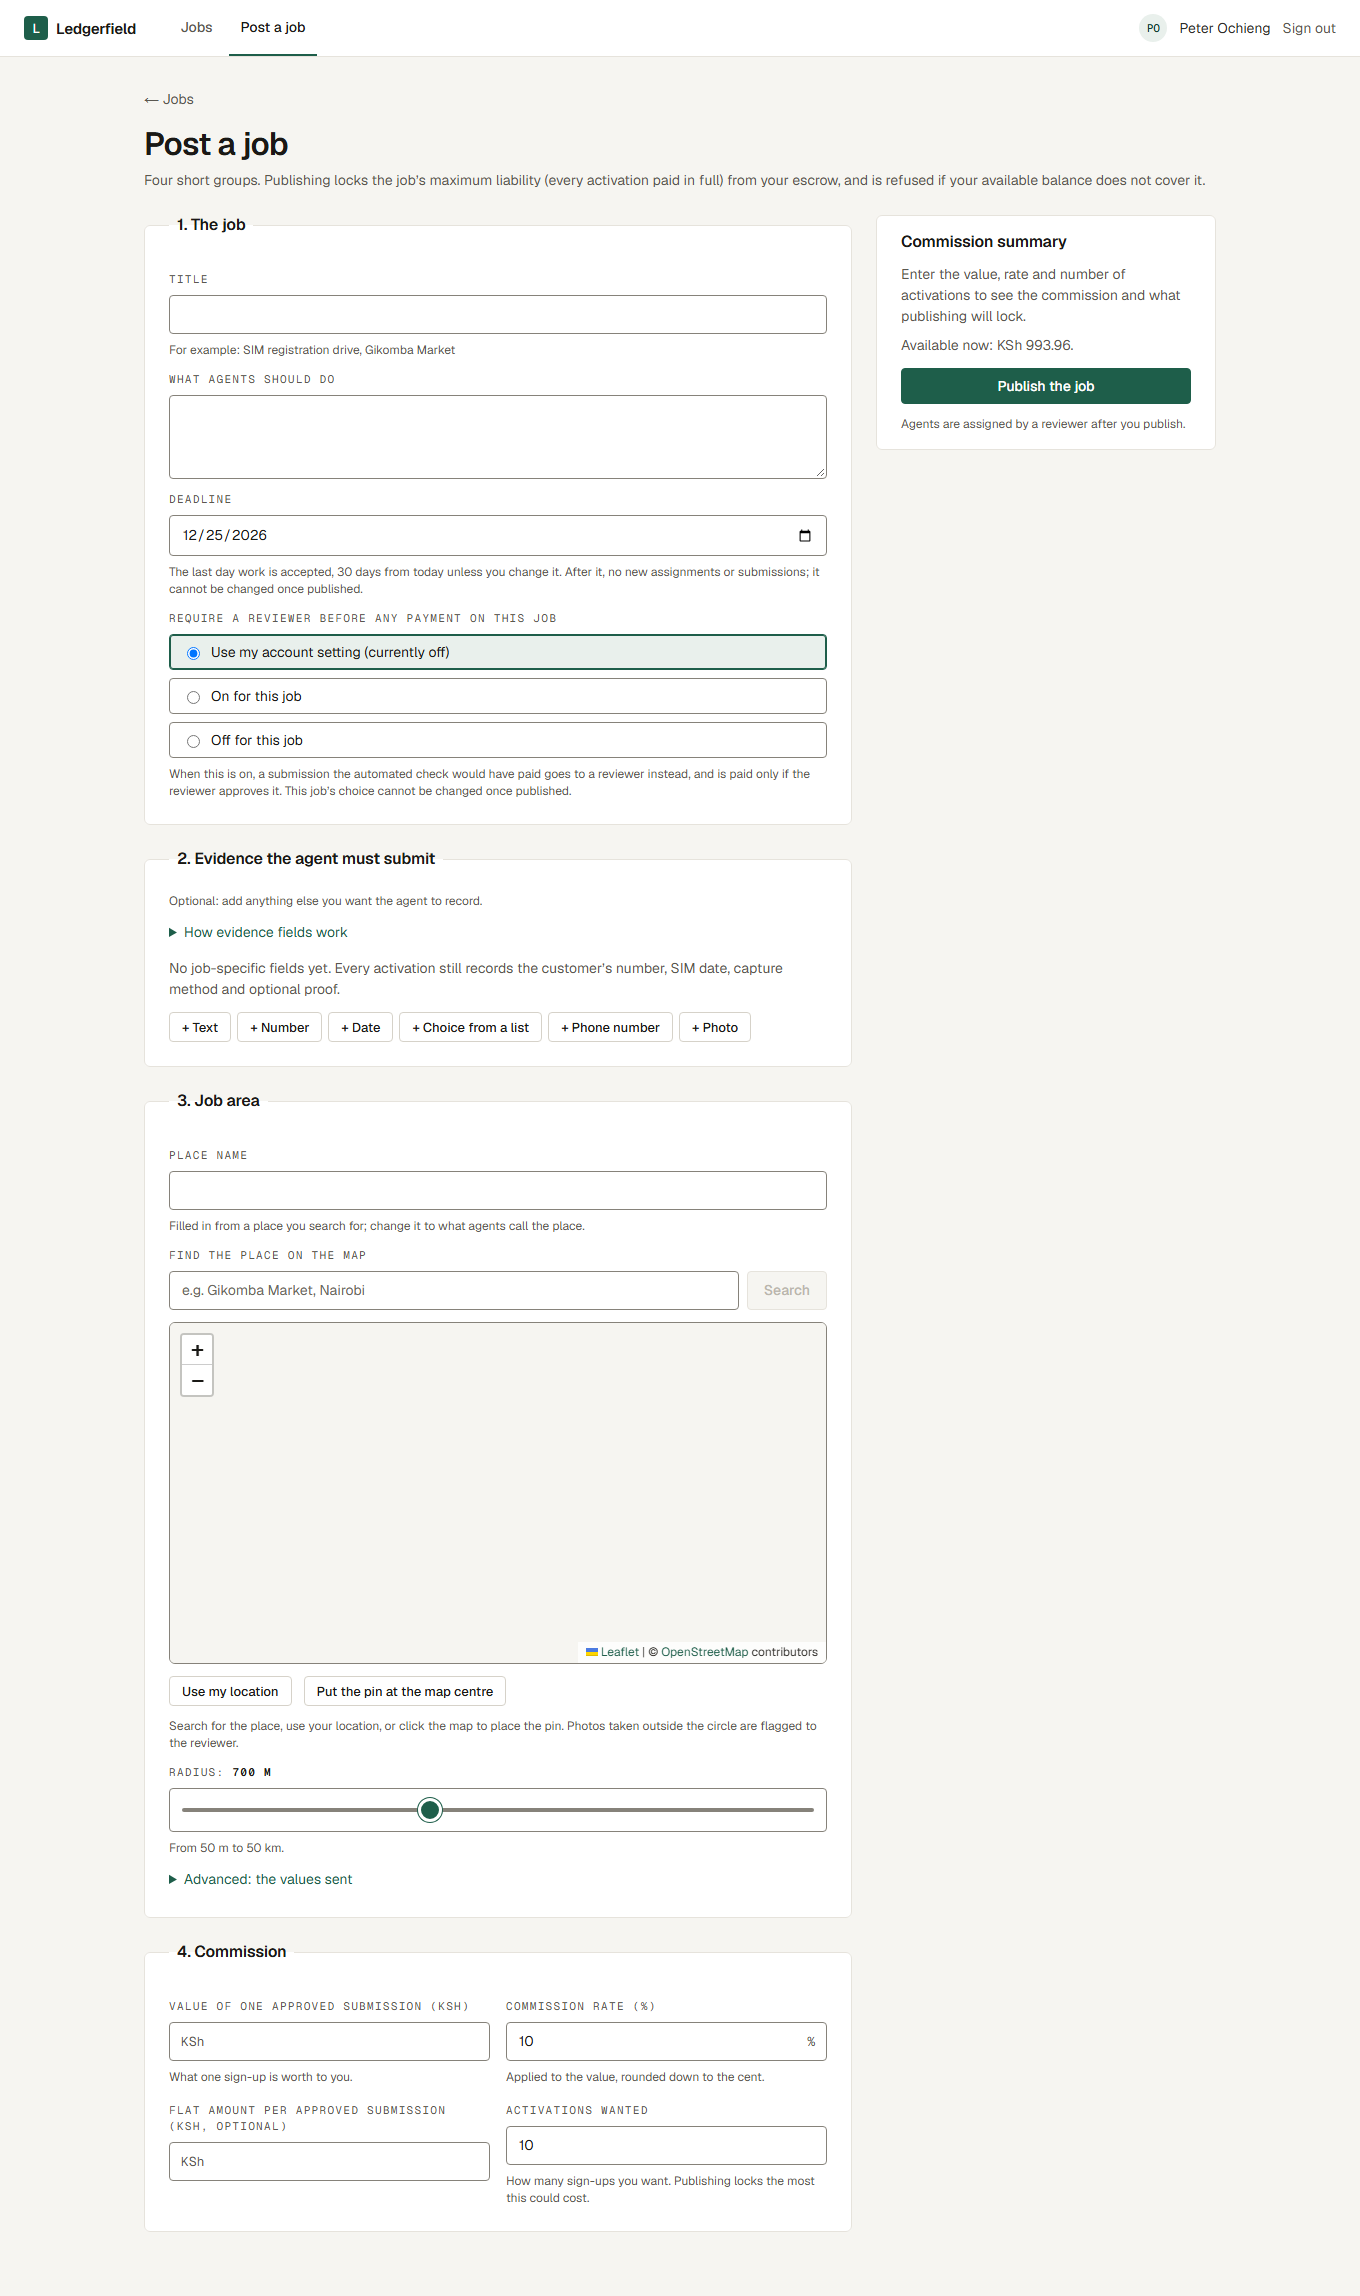 L Ledgerfield Jobs Post a job PO Peter Ochieng Sign out
← Jobs
Post a job
Four short groups. Publishing locks the job's maximum liability (every activation paid in full) from your escrow, and is refused if your available balance does not cover it.
1. The job
TITLE
For example: SIM registration drive, Gikomba Market
WHAT AGENTS SHOULD DO
DEADLINE
12/25/2026
The last day work is accepted, 30 days from today unless you change it. After it, no new assignments or submissions; it
cannot be changed once published.
REQUIRE A REVIEWER BEFORE ANY PAYMENT ON THIS JOB
Use my account setting (currently off)
On for this job
Off for this job
When this is on, a submission the automated check would have paid goes to a reviewer instead, and is paid only if the
reviewer approves it. This job's choice cannot be changed once published.
Commission summary
Enter the value, rate and number of
activations to see the commission and what
publishing will lock.
Available now: KSh 993.96.
Publish the job
Agents are assigned by a reviewer after you publish.
2. Evidence the agent must submit
Optional: add anything else you want the agent to record.
How evidence fields work
No job-specific fields yet. Every activation still records the customer's number, SIM date, capture
method and optional proof.
+ Text + Number + Date + Choice from a list + Phone number + Photo
3. Job area
PLACE NAME
Filled in from a place you search for; change it to what agents call the place.
FIND THE PLACE ON THE MAP
e.g. Gikomba Market, Nairobi Search
+
−
Leaflet | © OpenStreetMap contributors
Use my location Put the pin at the map centre
Search for the place, use your location, or click the map to place the pin. Photos taken outside the circle are flagged to
the reviewer.
RADIUS: 700 M
From 50 m to 50 km.
Advanced: the values sent
4. Commission
VALUE OF ONE APPROVED SUBMISSION (KSH) COMMISSION RATE (%)
KSh 10 %
What one sign-up is worth to you. Applied to the value, rounded down to the cent.
FLAT AMOUNT PER APPROVED SUBMISSION
(KSH, OPTIONAL)
KSh
ACTIVATIONS WANTED
10
How many sign-ups you want. Publishing locks the most
this could cost.